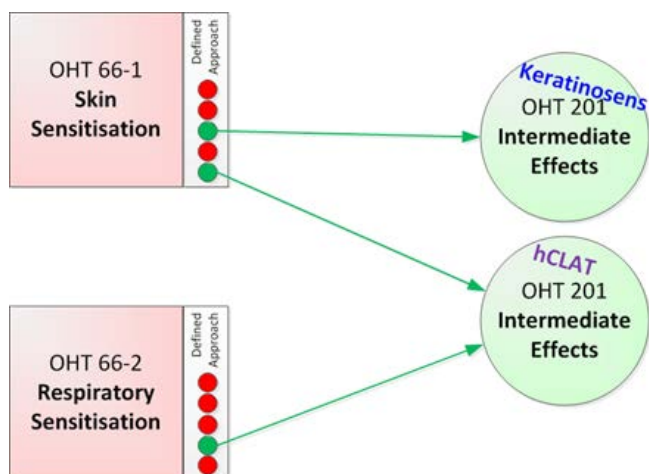 OHT 66-1
Skin
Sensitisation
Defined
Approach
Keratinosens
OHT 201
Intermediate
Effects
hCLAT
OHT 201
Intermediate
Effects
OHT 66-2
Respiratory
Sensitisation
Defined
Approach